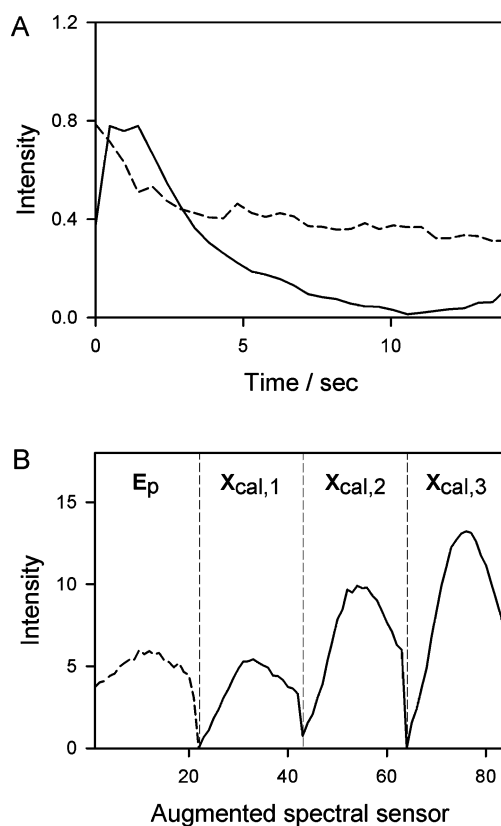 A
1.2
0.8
0.4
0.0
Intensity
0 5 10
Time / sec
B
Ep Xcal,1 Xcal,2 Xcal,3
15
10
5
0
Intensity
20 40 60 80
Augmented spectral sensor